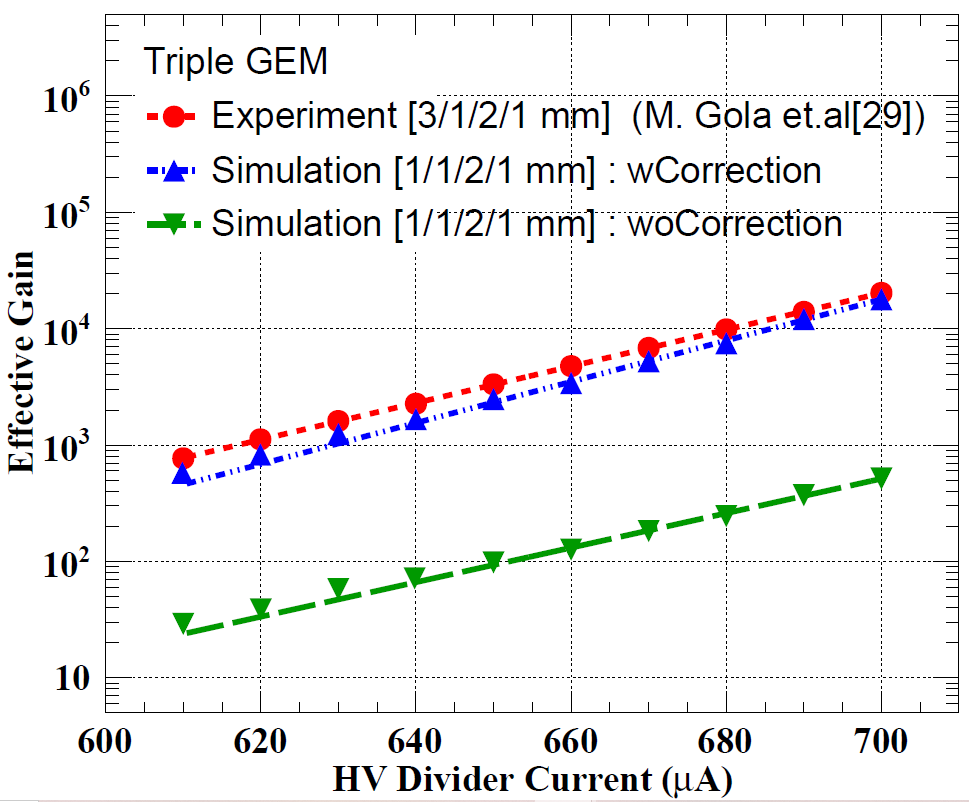 Triple GEM
Experiment [3/1/2/1 mm] (M. Gola et.al[29])
Simulation [1/1/2/1 mm] : wCorrection
Simulation [1/1/2/1 mm] : woCorrection
Effective Gain
10⁶
10⁵
10⁴
10³
10²
10
600 620 640 660 680 700
HV Divider Current (μA)